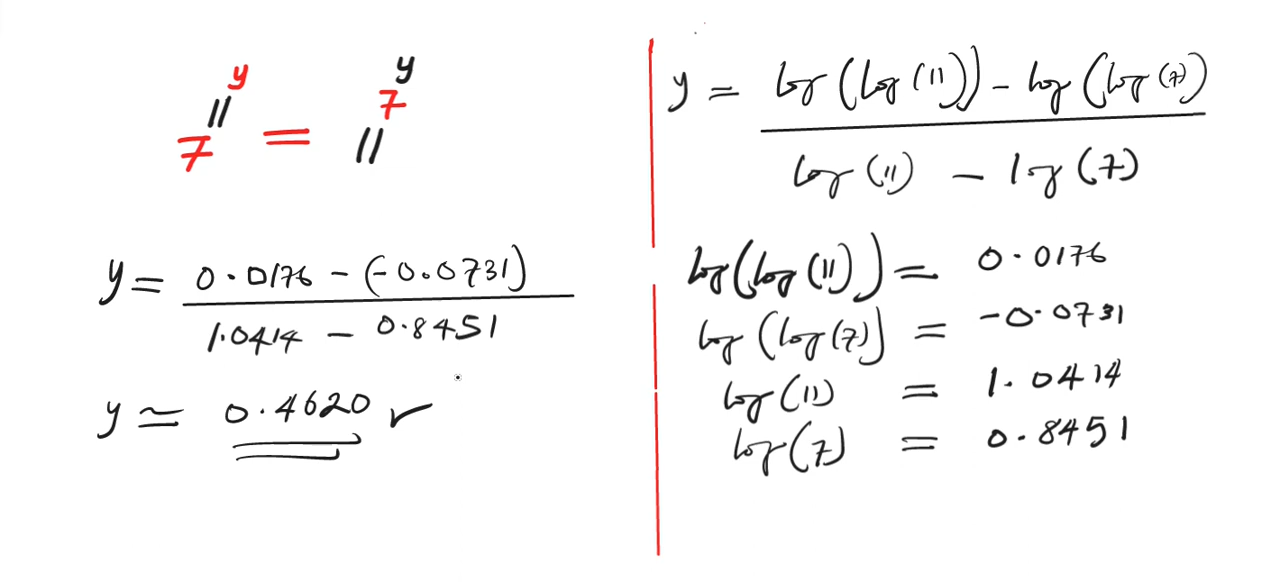 7^11^y = 11^7^y
y = 0.0176 - (-0.0731) / 1.0414 - 0.8451
y ≃ 0.4620 ✓
y = log(log(11)) - log(log(7)) / log(11) - log(7)
log(log(11)) = 0.0176
log(log(7)) = -0.0731
log(11) = 1.0414
log(7) = 0.8451